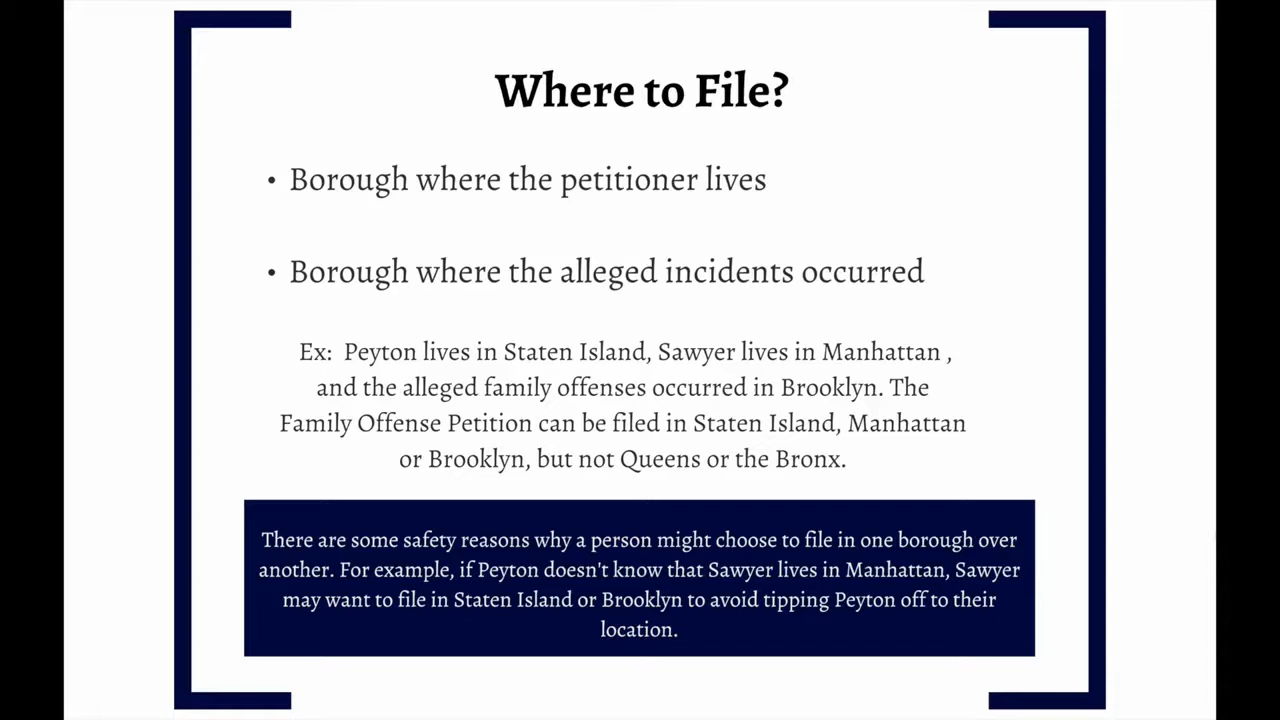 Where to File?
• Borough where the petitioner lives
• Borough where the alleged incidents occurred
Ex: Peyton lives in Staten Island, Sawyer lives in Manhattan ,
and the alleged family offenses occurred in Brooklyn. The
Family Offense Petition can be filed in Staten Island, Manhattan
or Brooklyn, but not Queens or the Bronx.
There are some safety reasons why a person might choose to file in one borough over
another. For example, if Peyton doesn't know that Sawyer lives in Manhattan, Sawyer
may want to file in Staten Island or Brooklyn to avoid tipping Peyton off to their
location.